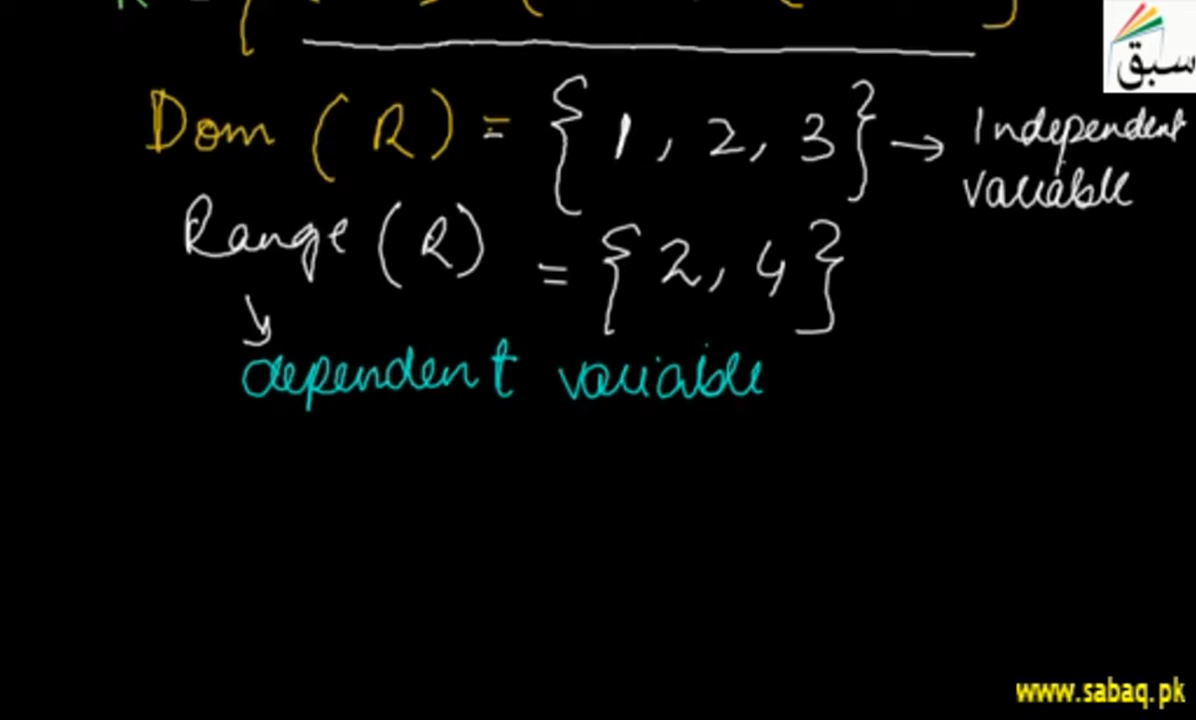 سبق
Dom (R) = {1, 2, 3} → Independent
variable
Range (R) = {2, 4}
dependent variable
www.sabaq.pk